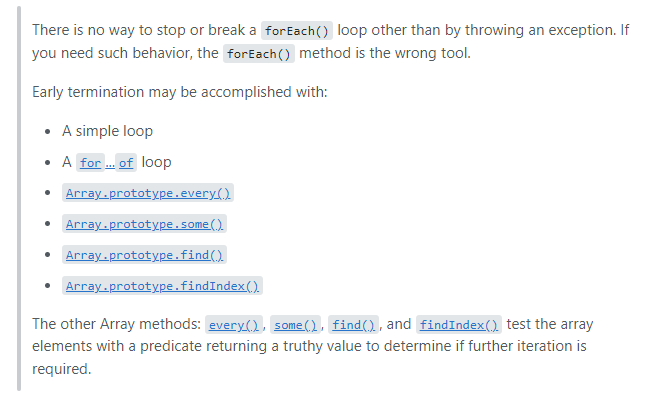 There is no way to stop or break a forEach() loop other than by throwing an exception. If
you need such behavior, the forEach() method is the wrong tool.
Early termination may be accomplished with:
• A simple loop
• A for...of loop
• Array.prototype.every()
• Array.prototype.some()
• Array.prototype.find()
• Array.prototype.findIndex()
The other Array methods: every(), some(), find(), and findIndex() test the array
elements with a predicate returning a truthy value to determine if further iteration is
required.